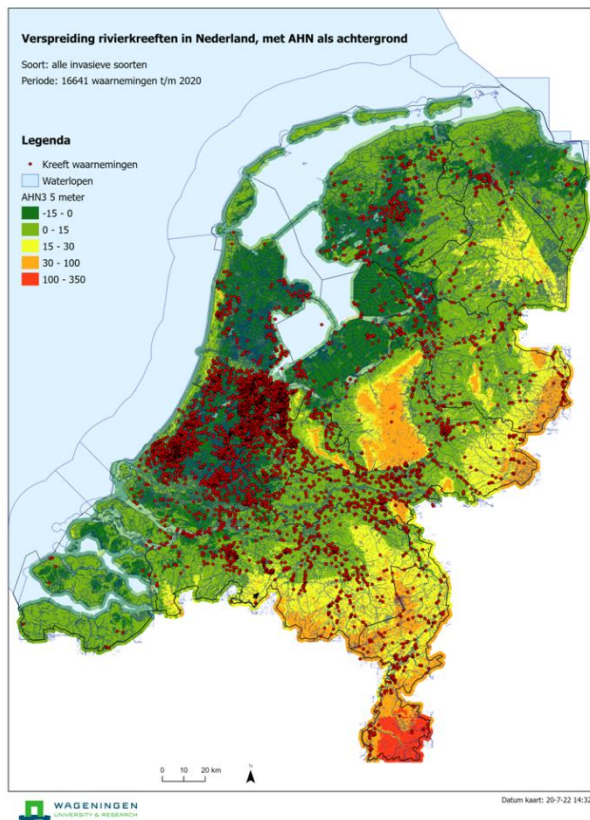 Verspreiding rivierkreeften in Nederland, met AHN als achtergrond
Soort: alle invasieve soorten
Periode: 16641 waarnemingen t/m 2020
Legenda
Kreeft waarnemingen
Waterlopen
AHN3 5 meter
-15 - 0
0 - 15
15 - 30
30 - 100
100 - 350
0 10 20 km
N
Datum kaart: 20-7-22 14:32
WAGENINGEN
UNIVERSITY & RESEARCH